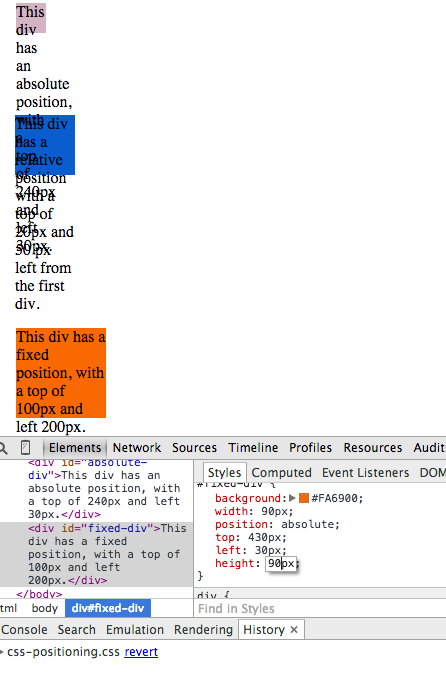 This
div
has
an
absolute
position,
with
a
top
of
240px
and
left
30px.
This div
has a
relative
position
with a
top of
20px and
30 px
left from
the first
div.
This div has a
fixed
position, with
a top of
100px and
left 200px.
Elements Network Sources Timeline Profiles Resources Audit
<div id="absolute-
div">This div has an
absolute position, with
a top of 240px and left
30px.</div>
<div id="fixed-div">This
div has a fixed
position, with a top of
100px and left
200px.</div>
</body>
tml body div#fixed-div
Styles Computed Event Listeners DOM
#fixed-div {
background: #FA6900;
width: 90px;
position: absolute;
top: 430px;
left: 30px;
height: 90px;
}
div {
Find in Styles
Console Search Emulation Rendering History ×
css-positioning.css revert